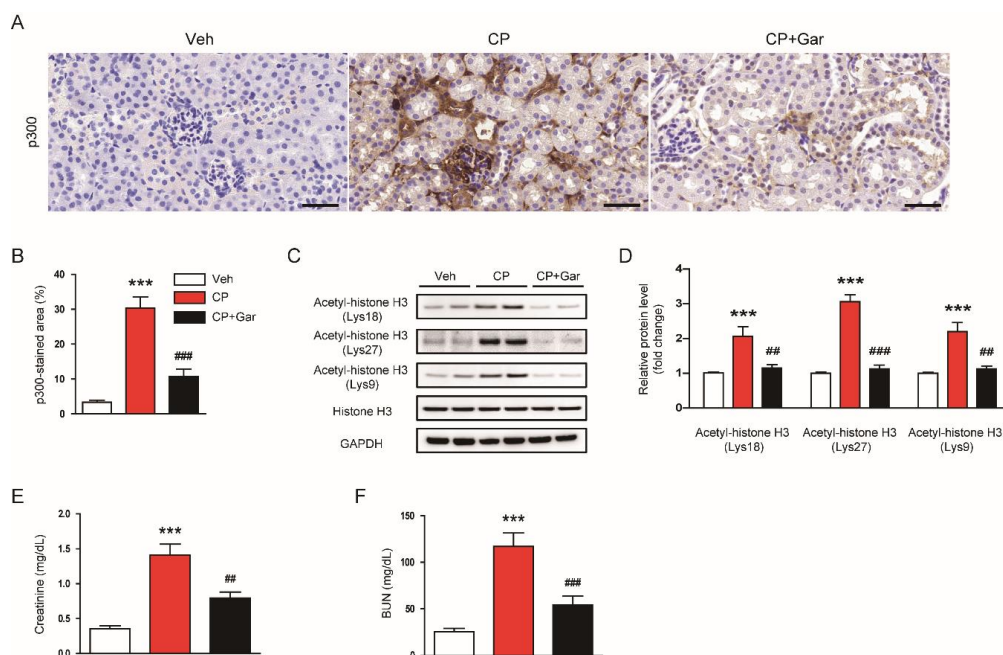 A
Veh
CP
CP+Gar
p300
B
p300-stained area (%)
40
30
20
10
0
***
###
Veh
CP
CP+Gar
C
Veh
CP
CP+Gar
Acetyl-histone H3
(Lys18)
Acetyl-histone H3
(Lys27)
Acetyl-histone H3
(Lys9)
Histone H3
GAPDH
D
Relative protein level
(fold change)
4
3
2
1
0
***
##
***
###
***
##
Acetyl-histone H3
(Lys18)
Acetyl-histone H3
(Lys27)
Acetyl-histone H3
(Lys9)
E
Creatinine (mg/dL)
2.0
1.5
1.0
0.5
0.0
***
##
F
BUN (mg/dL)
150
100
50
0
***
###